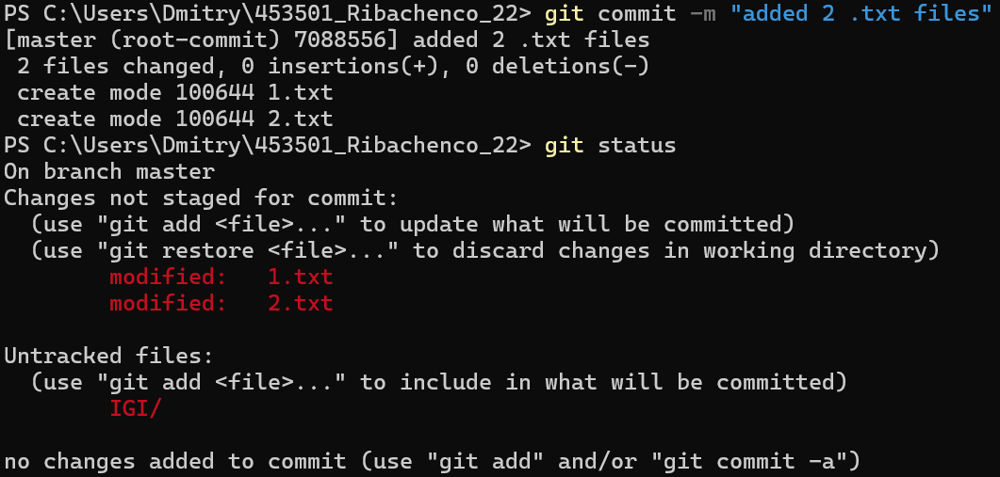 PS C:\Users\Dmitry\453501_Ribachenco_22> git commit -m "added 2 .txt files"
[master (root-commit) 7088556] added 2 .txt files
 2 files changed, 0 insertions(+), 0 deletions(-)
 create mode 100644 1.txt
 create mode 100644 2.txt
PS C:\Users\Dmitry\453501_Ribachenco_22> git status
On branch master
Changes not staged for commit:
  (use "git add <file>..." to update what will be committed)
  (use "git restore <file>..." to discard changes in working directory)
        modified:   1.txt
        modified:   2.txt

Untracked files:
  (use "git add <file>..." to include in what will be committed)
        IGI/

no changes added to commit (use "git add" and/or "git commit -a")